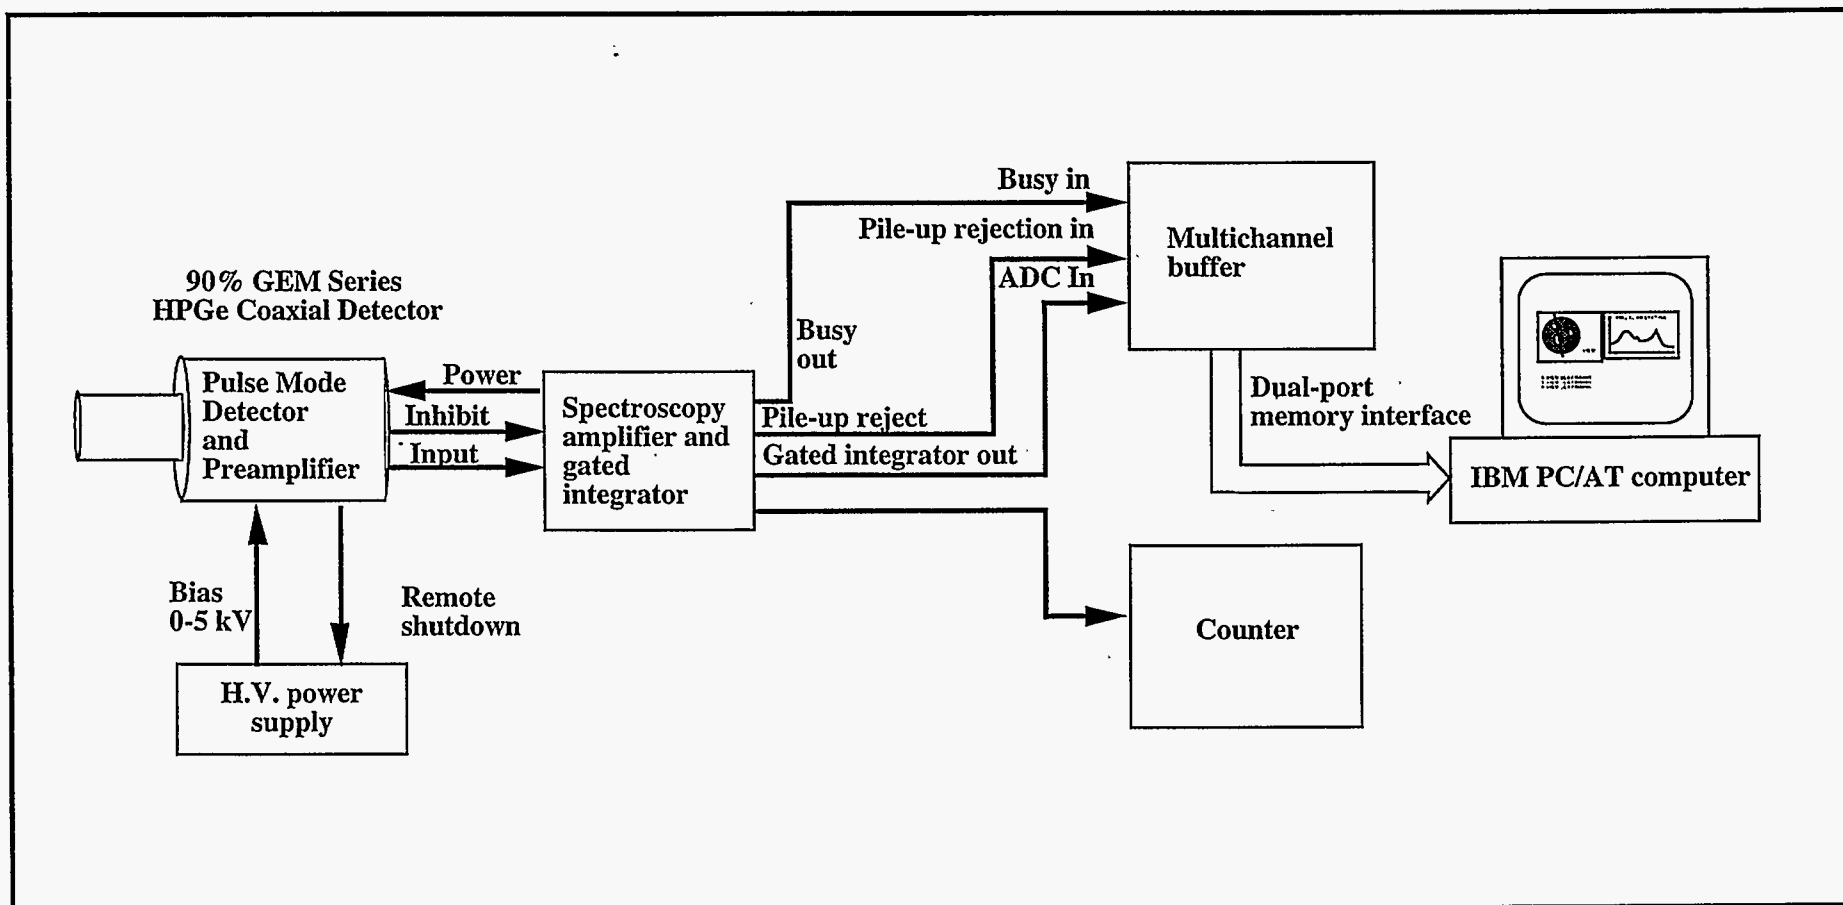 90% GEM Series
HPGe Coaxial Detector
Pulse Mode
Detector
and
Preamplifier
Power
Inhibit
Input
Bias
0-5 kV
Remote
shutdown
H.V. power
supply
Spectroscopy
amplifier and
gated
integrator
Busy
out
Pile-up reject
Gated integrator out
Busy in
Pile-up rejection in
ADC In
Multichannel
buffer
Dual-port
memory interface
IBM PC/AT computer
Counter